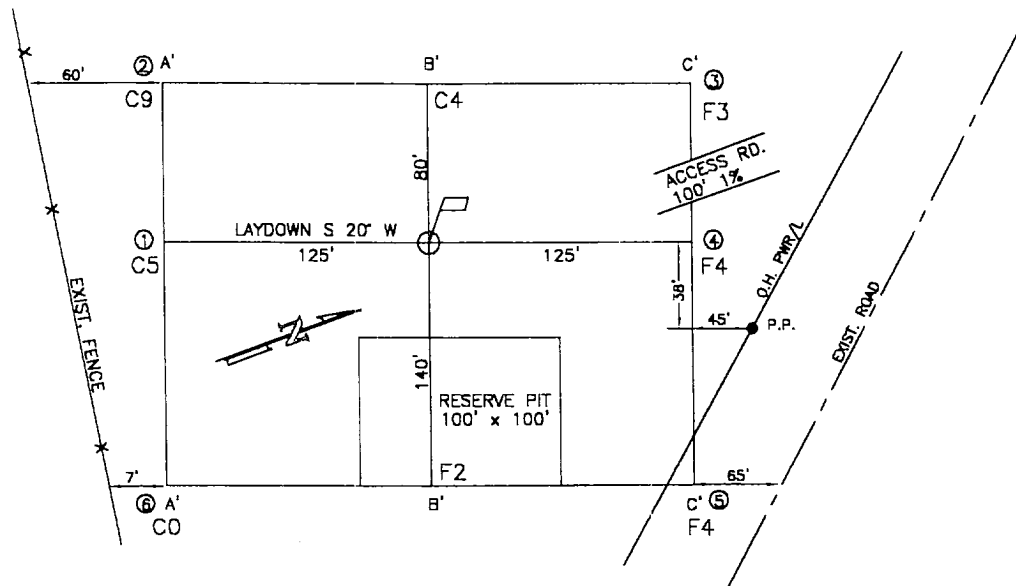 ② A' B' C' ③
60'
C9 C4 F3
80'
ACCESS RD.
100' 1%
LAYDOWN S 20° W
① 125' 125' ④
C5 F4
38'
O.H. PWR/L
45' P.P.
EXIST. ROAD
EXIST. FENCE
N
140'
RESERVE PIT
100' x 100'
7' F2 65'
⑥ A' B' C' ⑤
C0 F4